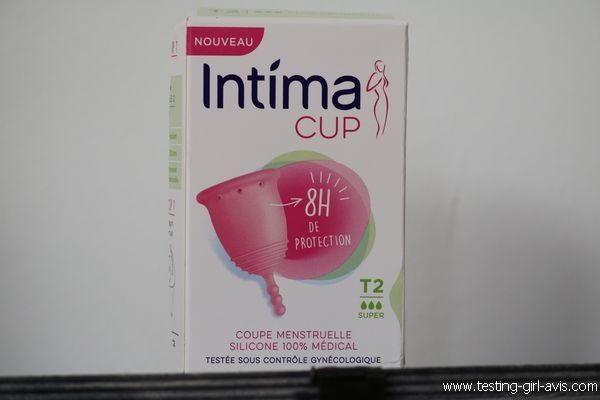 NOUVEAU
Intíma
CUP
8H
DE
PROTECTION
T2
SUPER
COUPE MENSTRUELLE
SILICONE 100% MÉDICAL
TESTÉE SOUS CONTRÔLE GYNÉCOLOGIQUE
www.testing-girl-avis.com